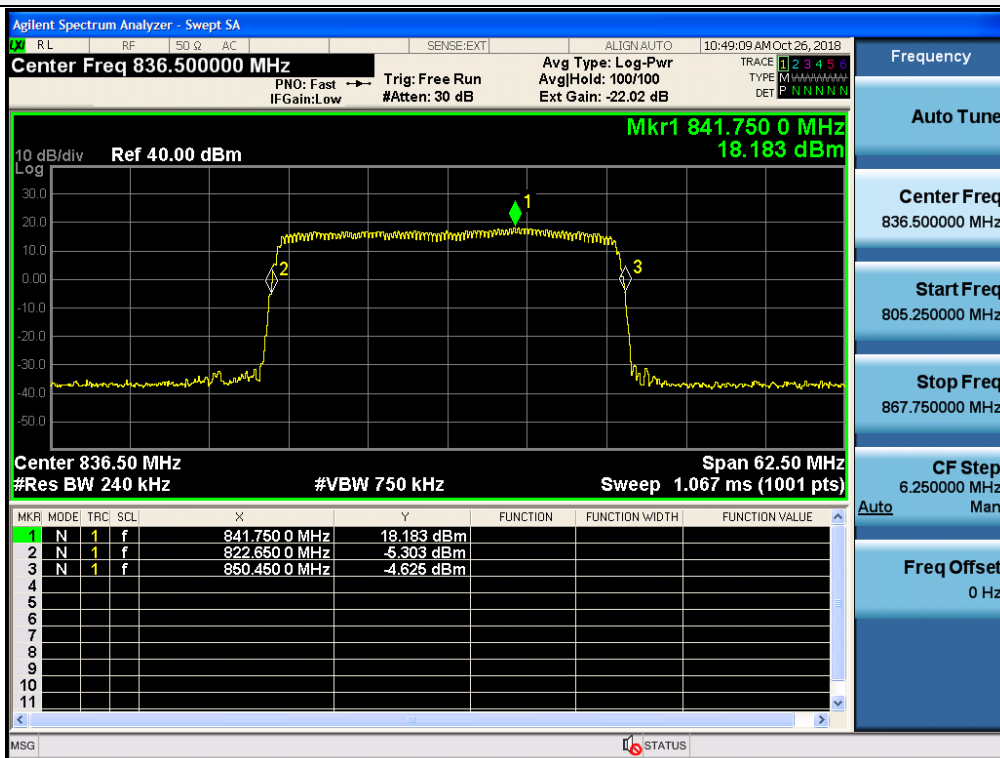 Agilent Spectrum Analyzer - Swept SA
LXI RL RF 50 Ω AC SENSE:EXT ALIGN AUTO 10:49:09 AM Oct 26, 2018
Center Freq 836.500000 MHz
PNO: Fast
IFGain:Low
Trig: Free Run
#Atten: 30 dB
Avg Type: Log-Pwr
Avg|Hold: 100/100
Ext Gain: -22.02 dB
TRACE 1 2 3 4 5 6
TYPE M
DET P N N N N N
Mkr1 841.750 0 MHz
18.183 dBm
10 dB/div Ref 40.00 dBm
Log
30.0
20.0
10.0
0.00
-10.0
-20.0
-30.0
-40.0
-50.0
1
2
3
Center 836.50 MHz Span 62.50 MHz
#Res BW 240 kHz #VBW 750 kHz Sweep 1.067 ms (1001 pts)
MKR MODE TRC SCL X Y FUNCTION FUNCTION WIDTH FUNCTION VALUE
1 N 1 f 841.750 0 MHz 18.183 dBm
2 N 1 f 822.650 0 MHz -5.303 dBm
3 N 1 f 850.450 0 MHz -4.625 dBm
4
5
6
7
8
9
10
11
MSG STATUS
Frequency
Auto Tune
Center Freq
836.500000 MHz
Start Freq
805.250000 MHz
Stop Freq
867.750000 MHz
CF Step
6.250000 MHz
Auto Man
Freq Offset
0 Hz